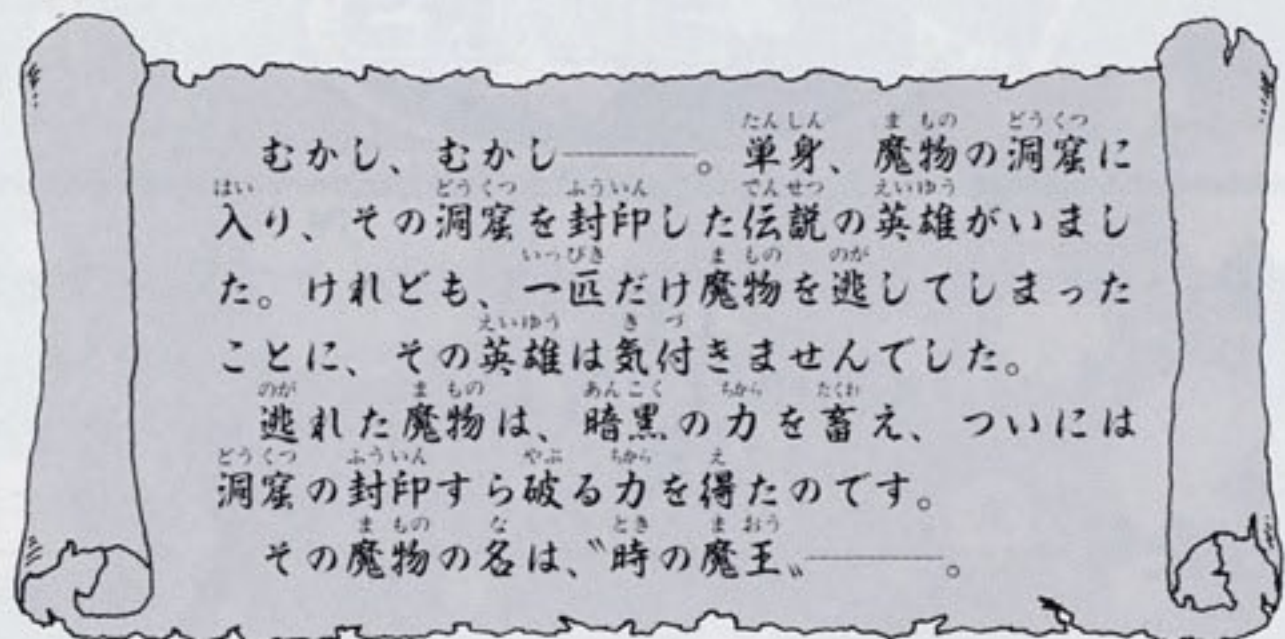 むかし、むかし―――。単身、魔物の洞窟に
入り、その洞窟を封印した伝説の英雄がいまし
た。けれども、一匹だけ魔物を逃してしまった
ことに、その英雄は気付きませんでした。
逃れた魔物は、暗黒の力を畜え、ついには
洞窟の封印すら破る力を得たのです。
その魔物の名は、〝時の魔王〟―――。